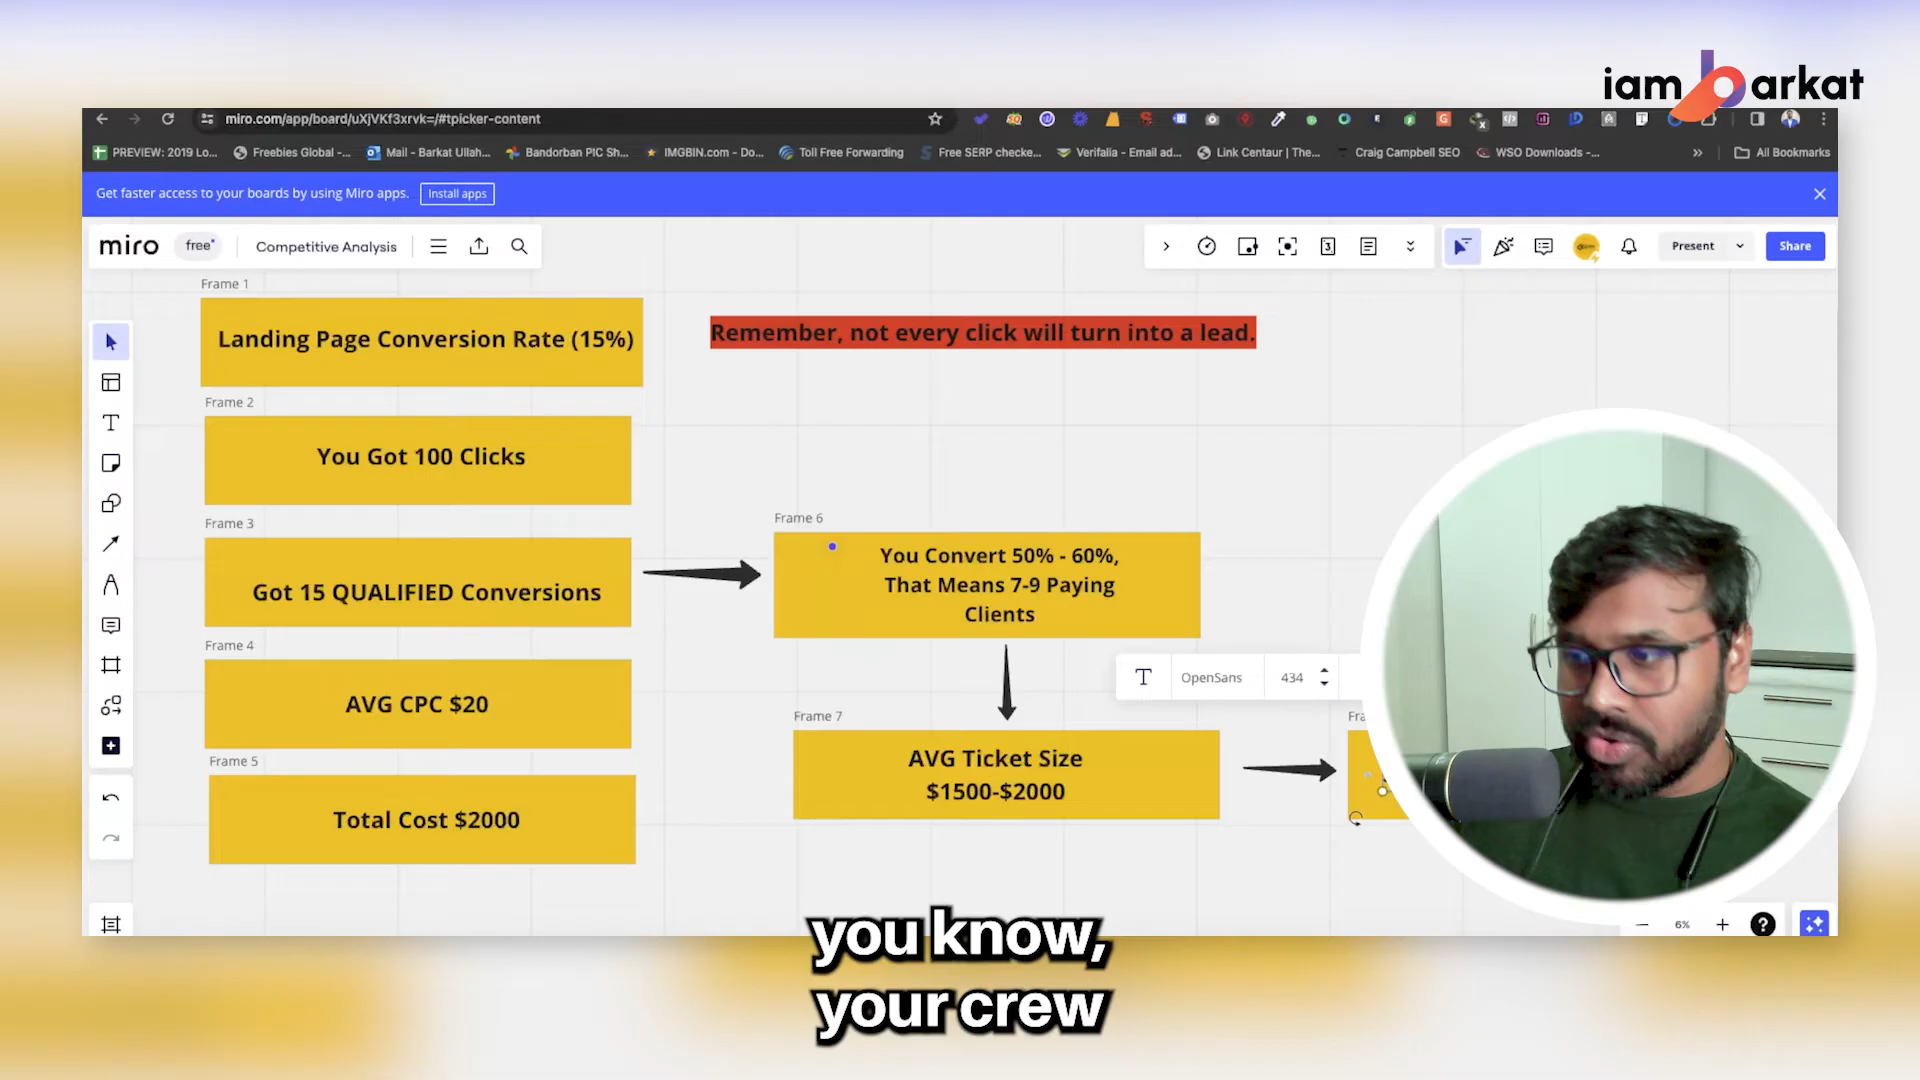 iam barkat
miro.com/app/board/uXjVKf3xrvk=/#tpicker-content
PREVIEW: 2019 Lo...
Freebies Global -...
Mail - Barkat Ullah...
Bandorban PIC Sh...
IMGBIN.com - Do...
Toll Free Forwarding
Free SERP checke...
Verifalia - Email ad...
Link Centaur | The...
Craig Campbell SEO
WSO Downloads -...
All Bookmarks
Get faster access to your boards by using Miro apps.
Install apps
miro
free
Competitive Analysis
Present
Share
Frame 1
Landing Page Conversion Rate (15%)
Remember, not every click will turn into a lead.
Frame 2
You Got 100 Clicks
Frame 3
Got 15 QUALIFIED Conversions
Frame 6
You Convert 50% - 60%,
That Means 7-9 Paying
Clients
Frame 4
AVG CPC $20
OpenSans
434
Frame 7
AVG Ticket Size
$1500-$2000
Fra
Frame 5
Total Cost $2000
6%
you know,
your crew